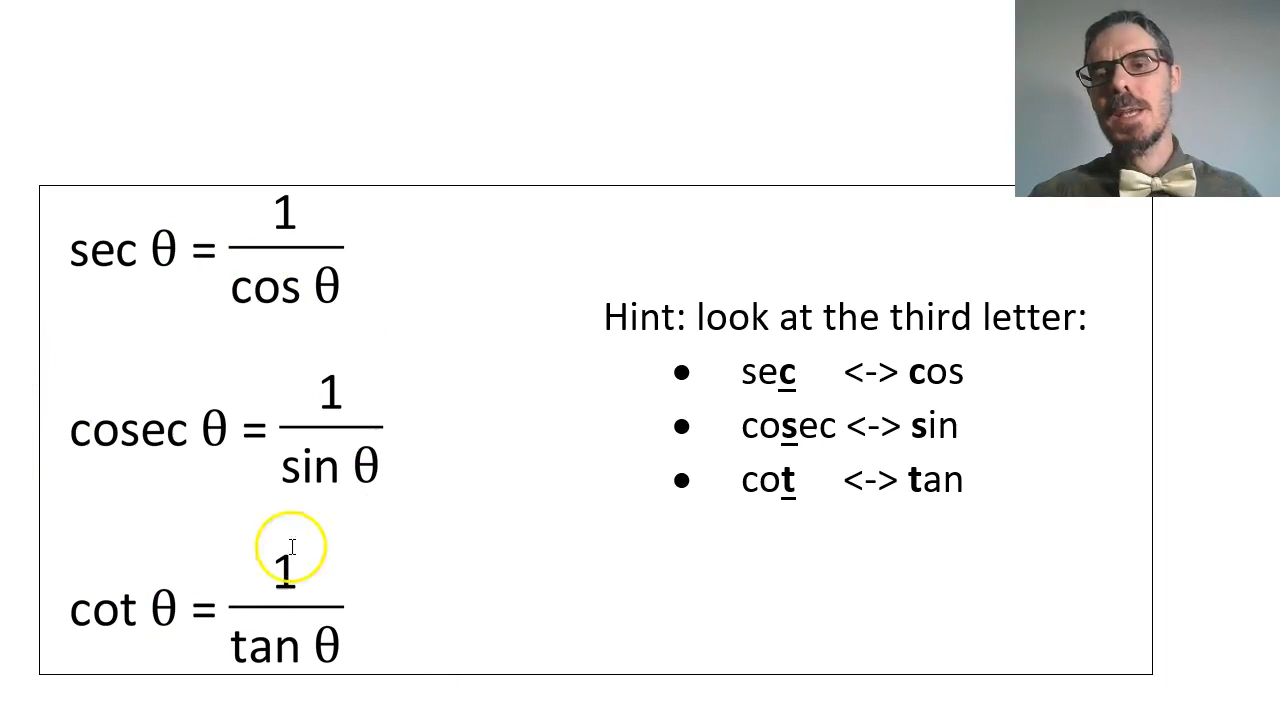 sec θ = 1/cos θ
cosec θ = 1/sin θ
cot θ = 1/tan θ
Hint: look at the third letter:
• sec <-> cos
• cosec <-> sin
• cot <-> tan